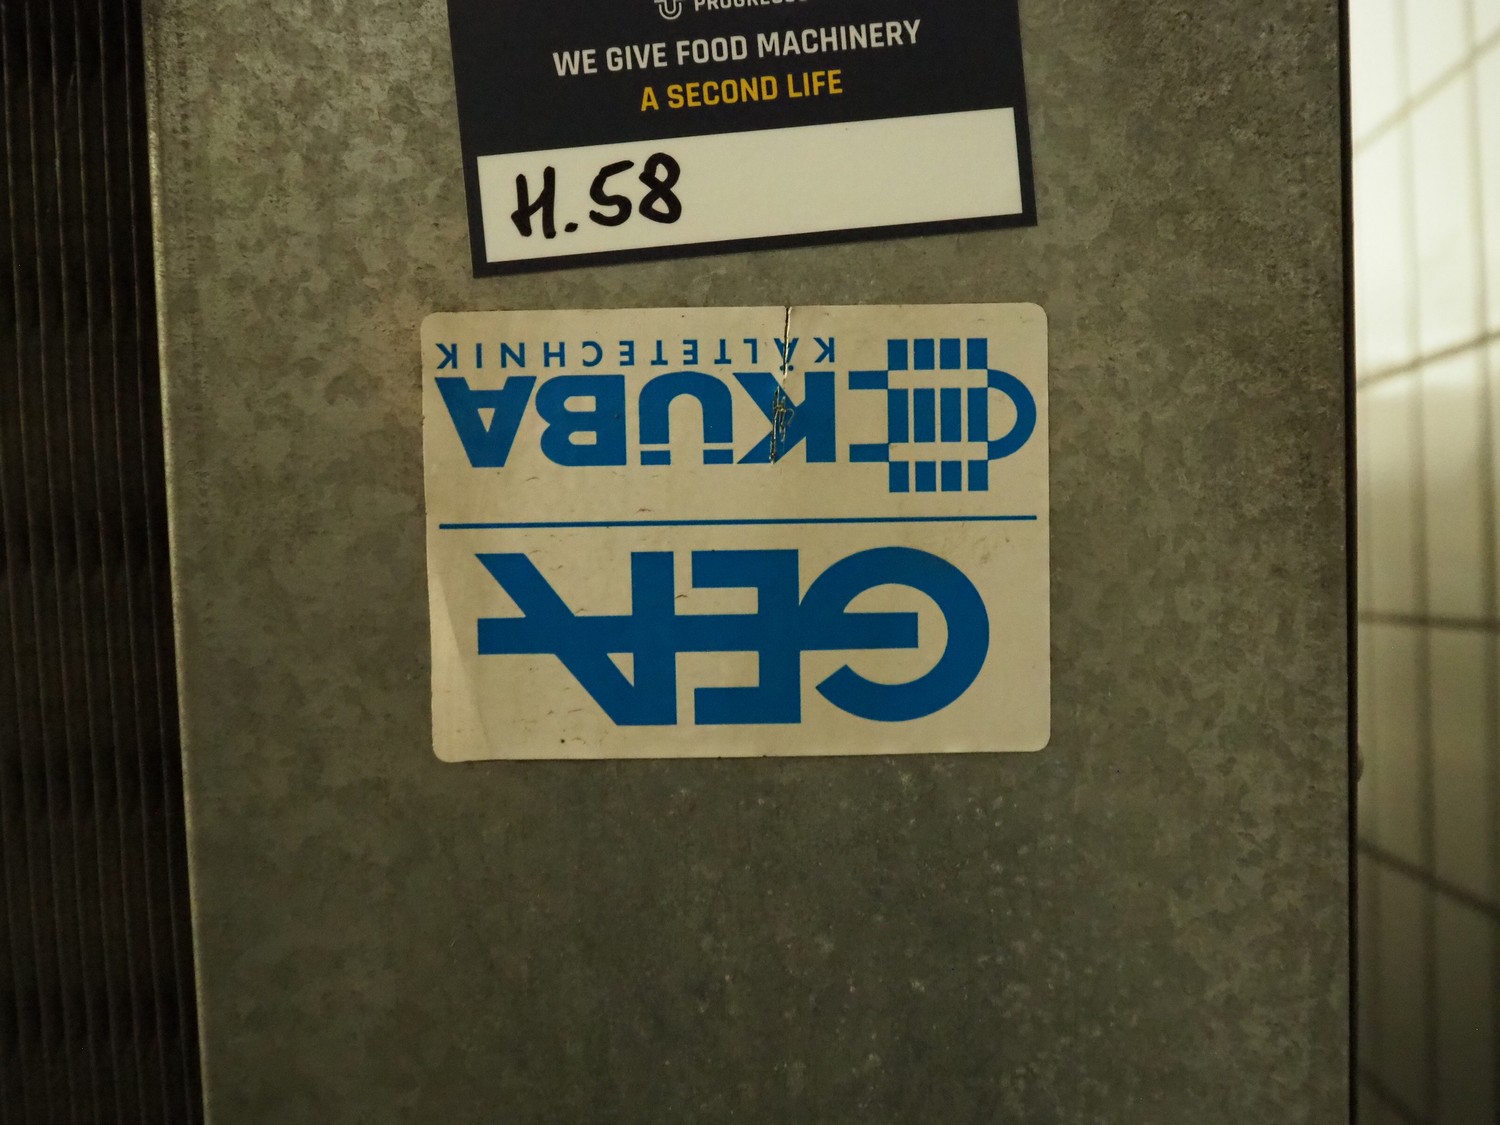 WE GIVE FOOD MACHINERY
A SECOND LIFE
H.58
GEA
KÜBA
KÄLTETECHNIK